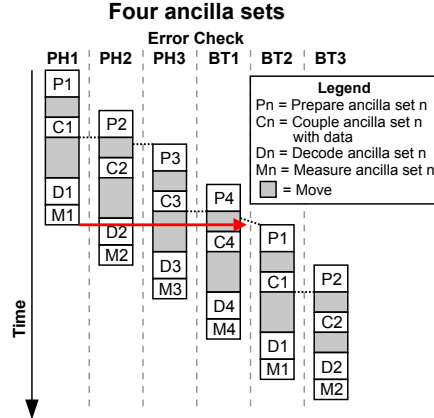 Four ancilla sets
Error Check
PH1 PH2 PH3 BT1 BT2 BT3
P1
C1
D1
M1
P2
C2
D2
M2
P3
C3
D3
M3
P4
C4
D4
M4
P1
C1
D1
M1
P2
C2
D2
M2
Legend
Pn = Prepare ancilla set n
Cn = Couple ancilla set n
with data
Dn = Decode ancilla set n
Mn = Measure ancilla set n
= Move
Time